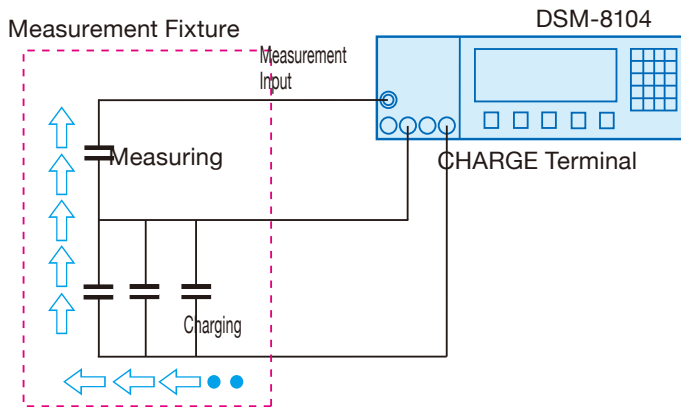 DSM-8104
Measurement Fixture
Measurement
Input
Measuring
CHARGE Terminal
Charging